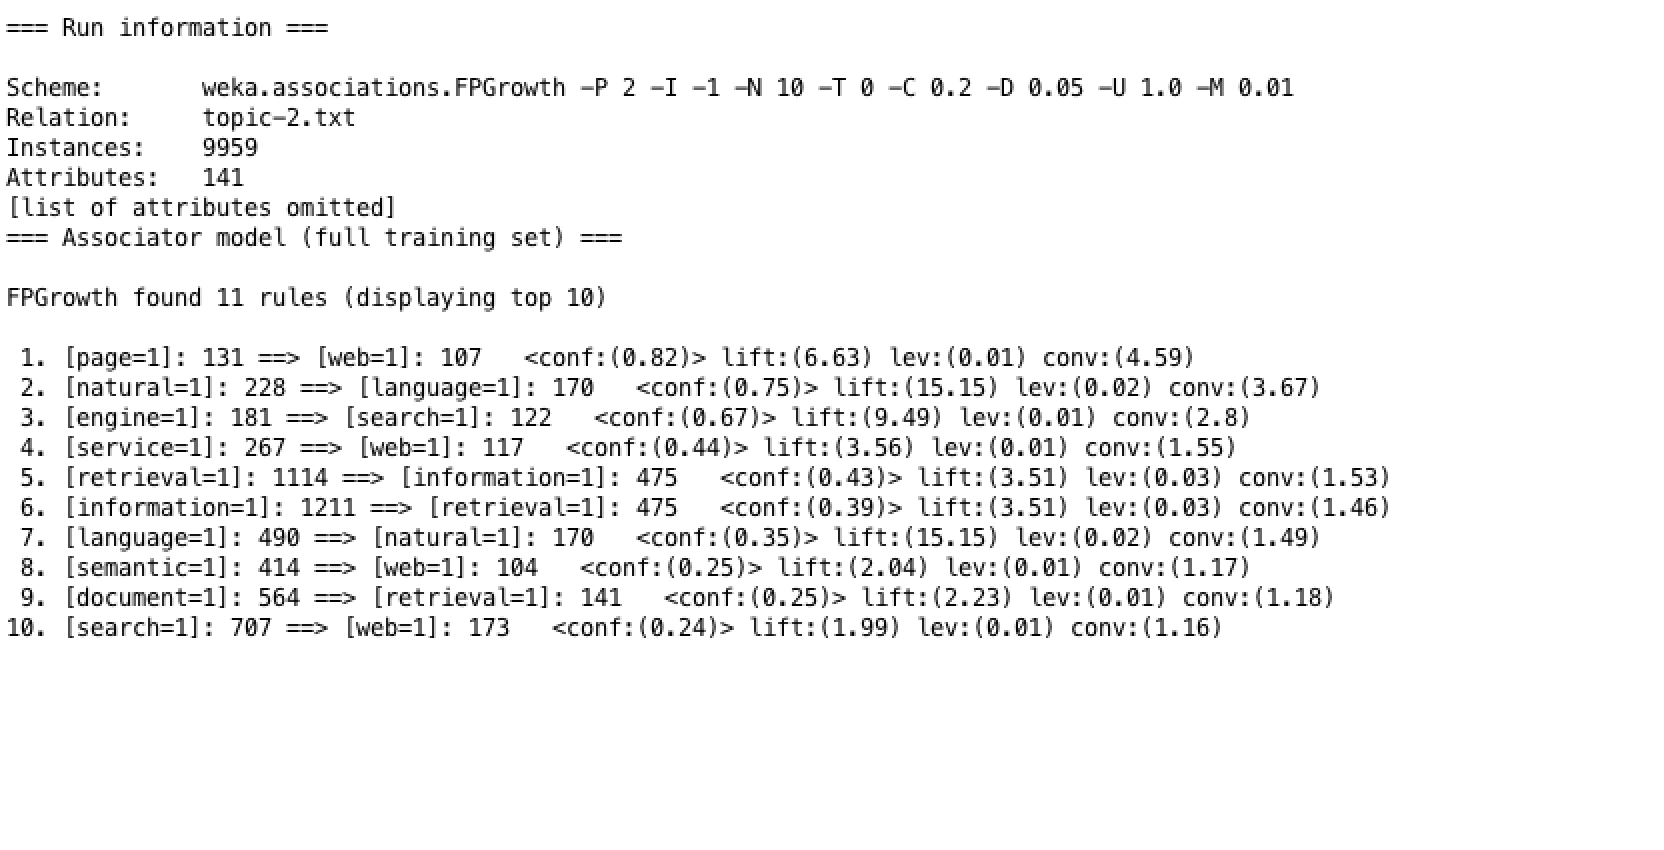 === Run information ===
Scheme: weka.associations.FPGrowth -P 2 -I -1 -N 10 -T 0 -C 0.2 -D 0.05 -U 1.0 -M 0.01
Relation: topic-2.txt
Instances: 9959
Attributes: 141
[list of attributes omitted]
=== Associator model (full training set) ===
FPGrowth found 11 rules (displaying top 10)
1. [page=1]: 131 ==> [web=1]: 107 <conf:(0.82)> lift:(6.63) lev:(0.01) conv:(4.59)
2. [natural=1]: 228 ==> [language=1]: 170 <conf:(0.75)> lift:(15.15) lev:(0.02) conv:(3.67)
3. [engine=1]: 181 ==> [search=1]: 122 <conf:(0.67)> lift:(9.49) lev:(0.01) conv:(2.8)
4. [service=1]: 267 ==> [web=1]: 117 <conf:(0.44)> lift:(3.56) lev:(0.01) conv:(1.55)
5. [retrieval=1]: 1114 ==> [information=1]: 475 <conf:(0.43)> lift:(3.51) lev:(0.03) conv:(1.53)
6. [information=1]: 1211 ==> [retrieval=1]: 475 <conf:(0.39)> lift:(3.51) lev:(0.03) conv:(1.46)
7. [language=1]: 490 ==> [natural=1]: 170 <conf:(0.35)> lift:(15.15) lev:(0.02) conv:(1.49)
8. [semantic=1]: 414 ==> [web=1]: 104 <conf:(0.25)> lift:(2.04) lev:(0.01) conv:(1.17)
9. [document=1]: 564 ==> [retrieval=1]: 141 <conf:(0.25)> lift:(2.23) lev:(0.01) conv:(1.18)
10. [search=1]: 707 ==> [web=1]: 173 <conf:(0.24)> lift:(1.99) lev:(0.01) conv:(1.16)